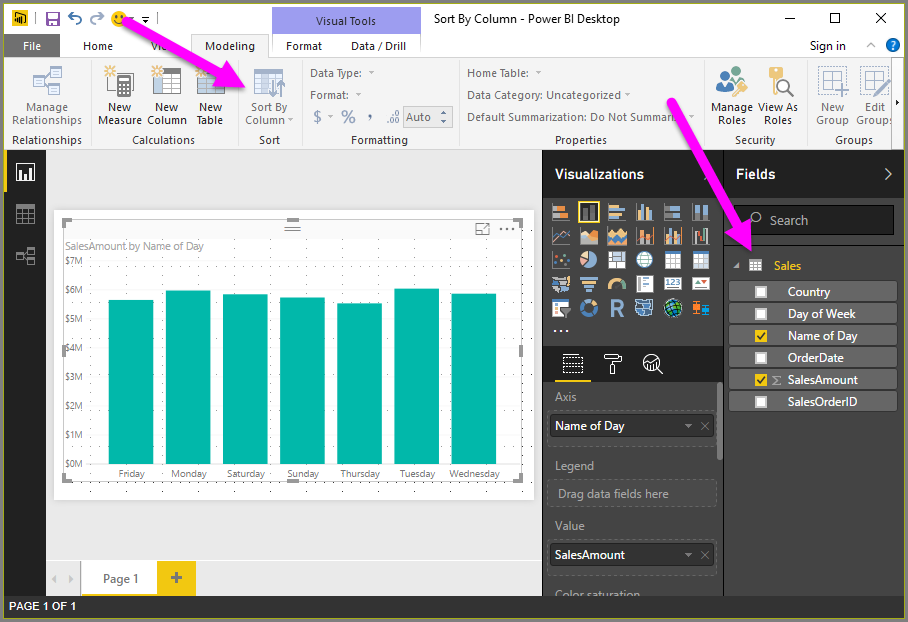 Visual Tools
Sort By Column - Power BI Desktop
File
Home
Modeling
Format
Data / Drill
Sign in
?
Manage
Relationships
New
Measure
New
Column
New
Table
Sort By
Column
Data Type:
Format:
$ % , .00 Auto
Home Table:
Data Category: Uncategorized
Default Summarization: Do Not
Manage
Roles
View As
Roles
New
Group
Edit
Groups
Relationships
Calculations
Sort
Formatting
Properties
Security
Groups
SalesAmount by Name of Day
$7M
$6M
$5M
$4M
$3M
$2M
$1M
$0M
Friday
Monday
Saturday
Sunday
Thursday
Tuesday
Wednesday
Visualizations
123
R
...
Axis
Name of Day
Legend
Drag data fields here
Value
SalesAmount
Color saturation
Fields
Search
Sales
Country
Day of Week
Name of Day
OrderDate
Σ SalesAmount
SalesOrderID
Page 1
+
PAGE 1 OF 1